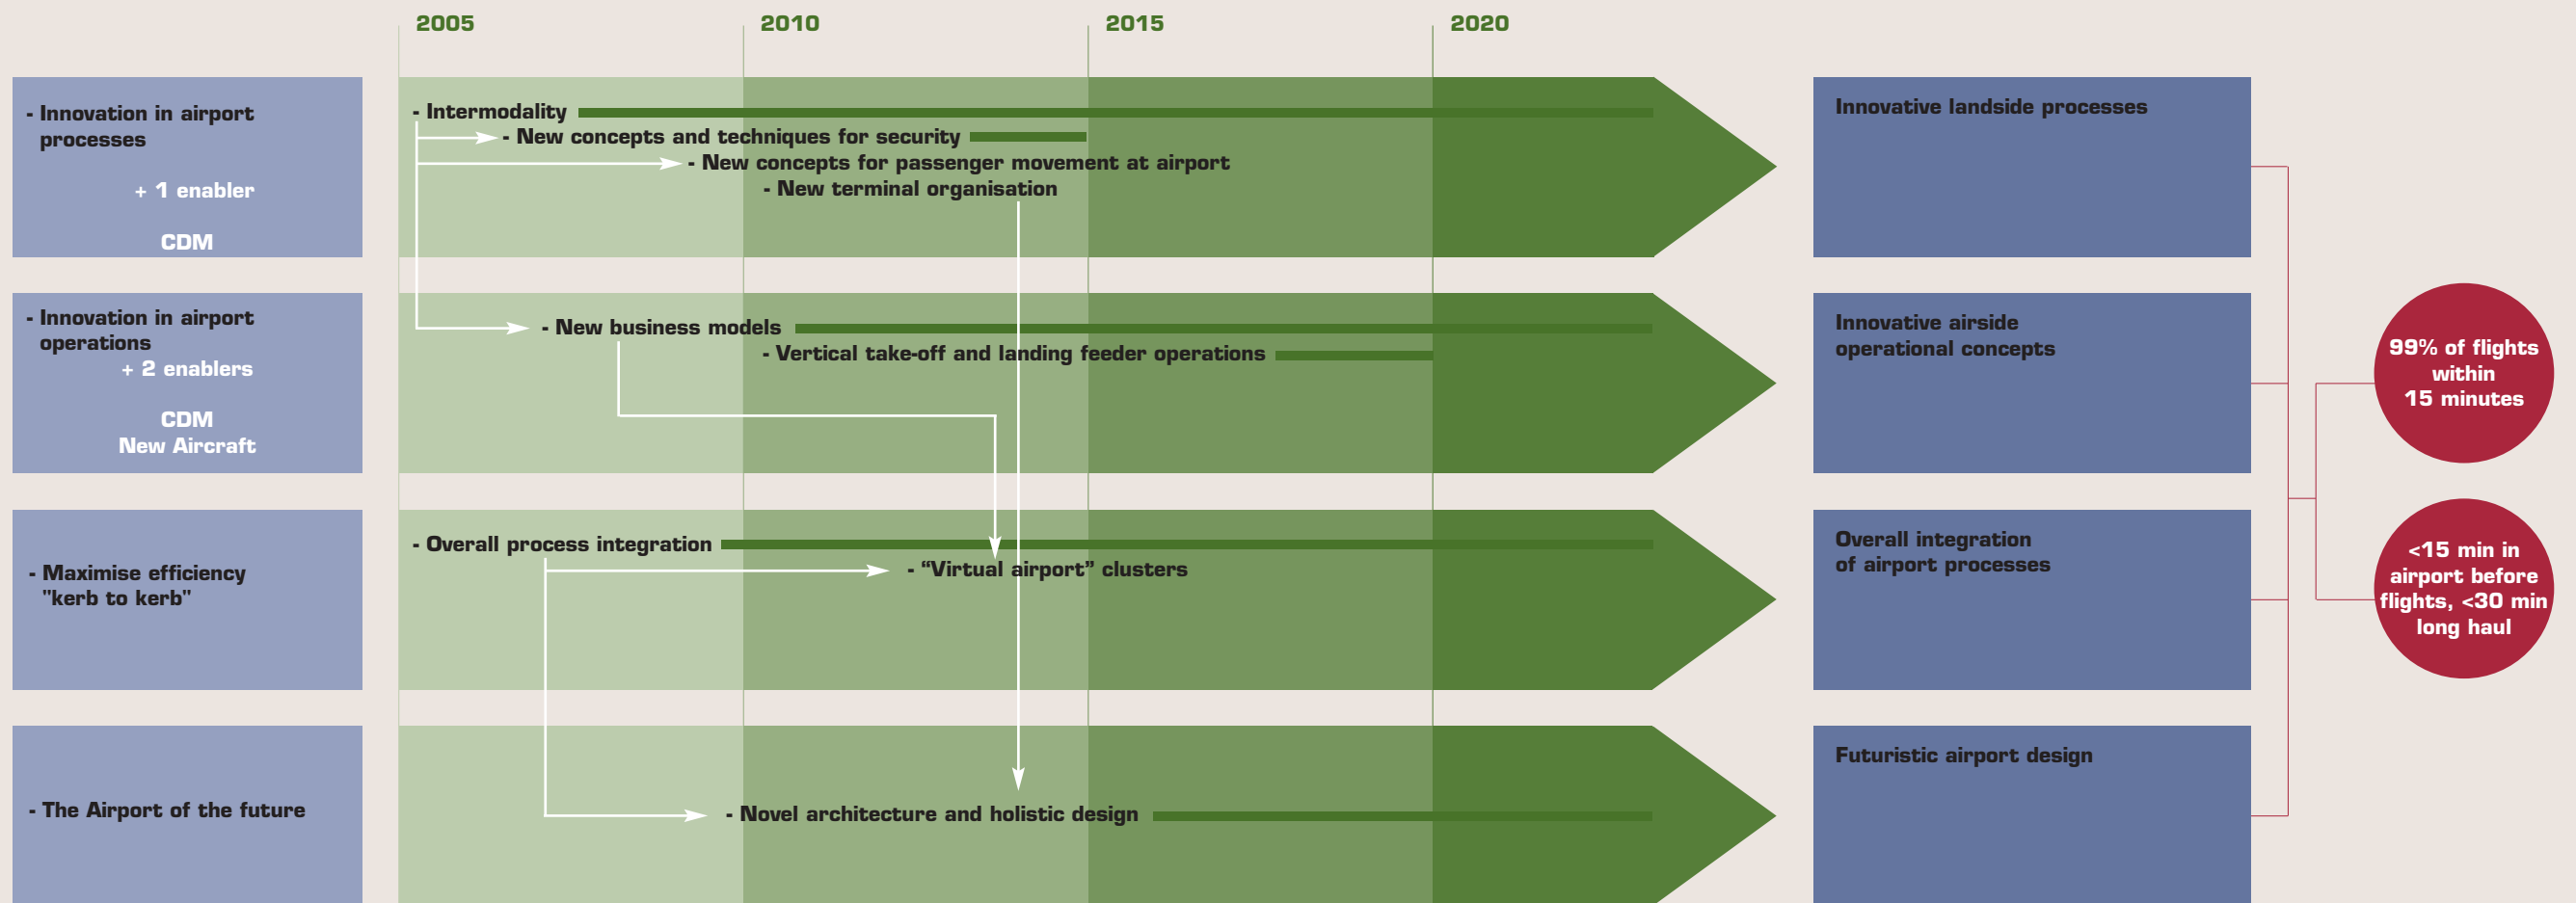 2005
2010
2015
2020
- Innovation in airport
processes
+ 1 enabler
CDM
- Intermodality
- New concepts and techniques for security
- New concepts for passenger movement at airport
- New terminal organisation
Innovative landside processes
- Innovation in airport
operations
+ 2 enablers
CDM
New Aircraft
- New business models
- Vertical take-off and landing feeder operations
Innovative airside
operational concepts
- Maximise efficiency
"kerb to kerb"
- Overall process integration
- “Virtual airport” clusters
Overall integration
of airport processes
- The Airport of the future
- Novel architecture and holistic design
Futuristic airport design
99% of flights
within
15 minutes
<15 min in
airport before
flights, <30 min
long haul